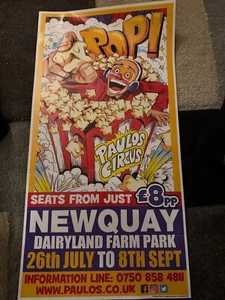 POP!
PAULOS
CIRCUS
SEATS FROM JUST £8PP
NEWQUAY
DAIRYLAND FARM PARK
26th JULY TO 8TH SEPT
INFORMATION LINE: 0750 858 4811
WWW.PAULOS.CO.UK